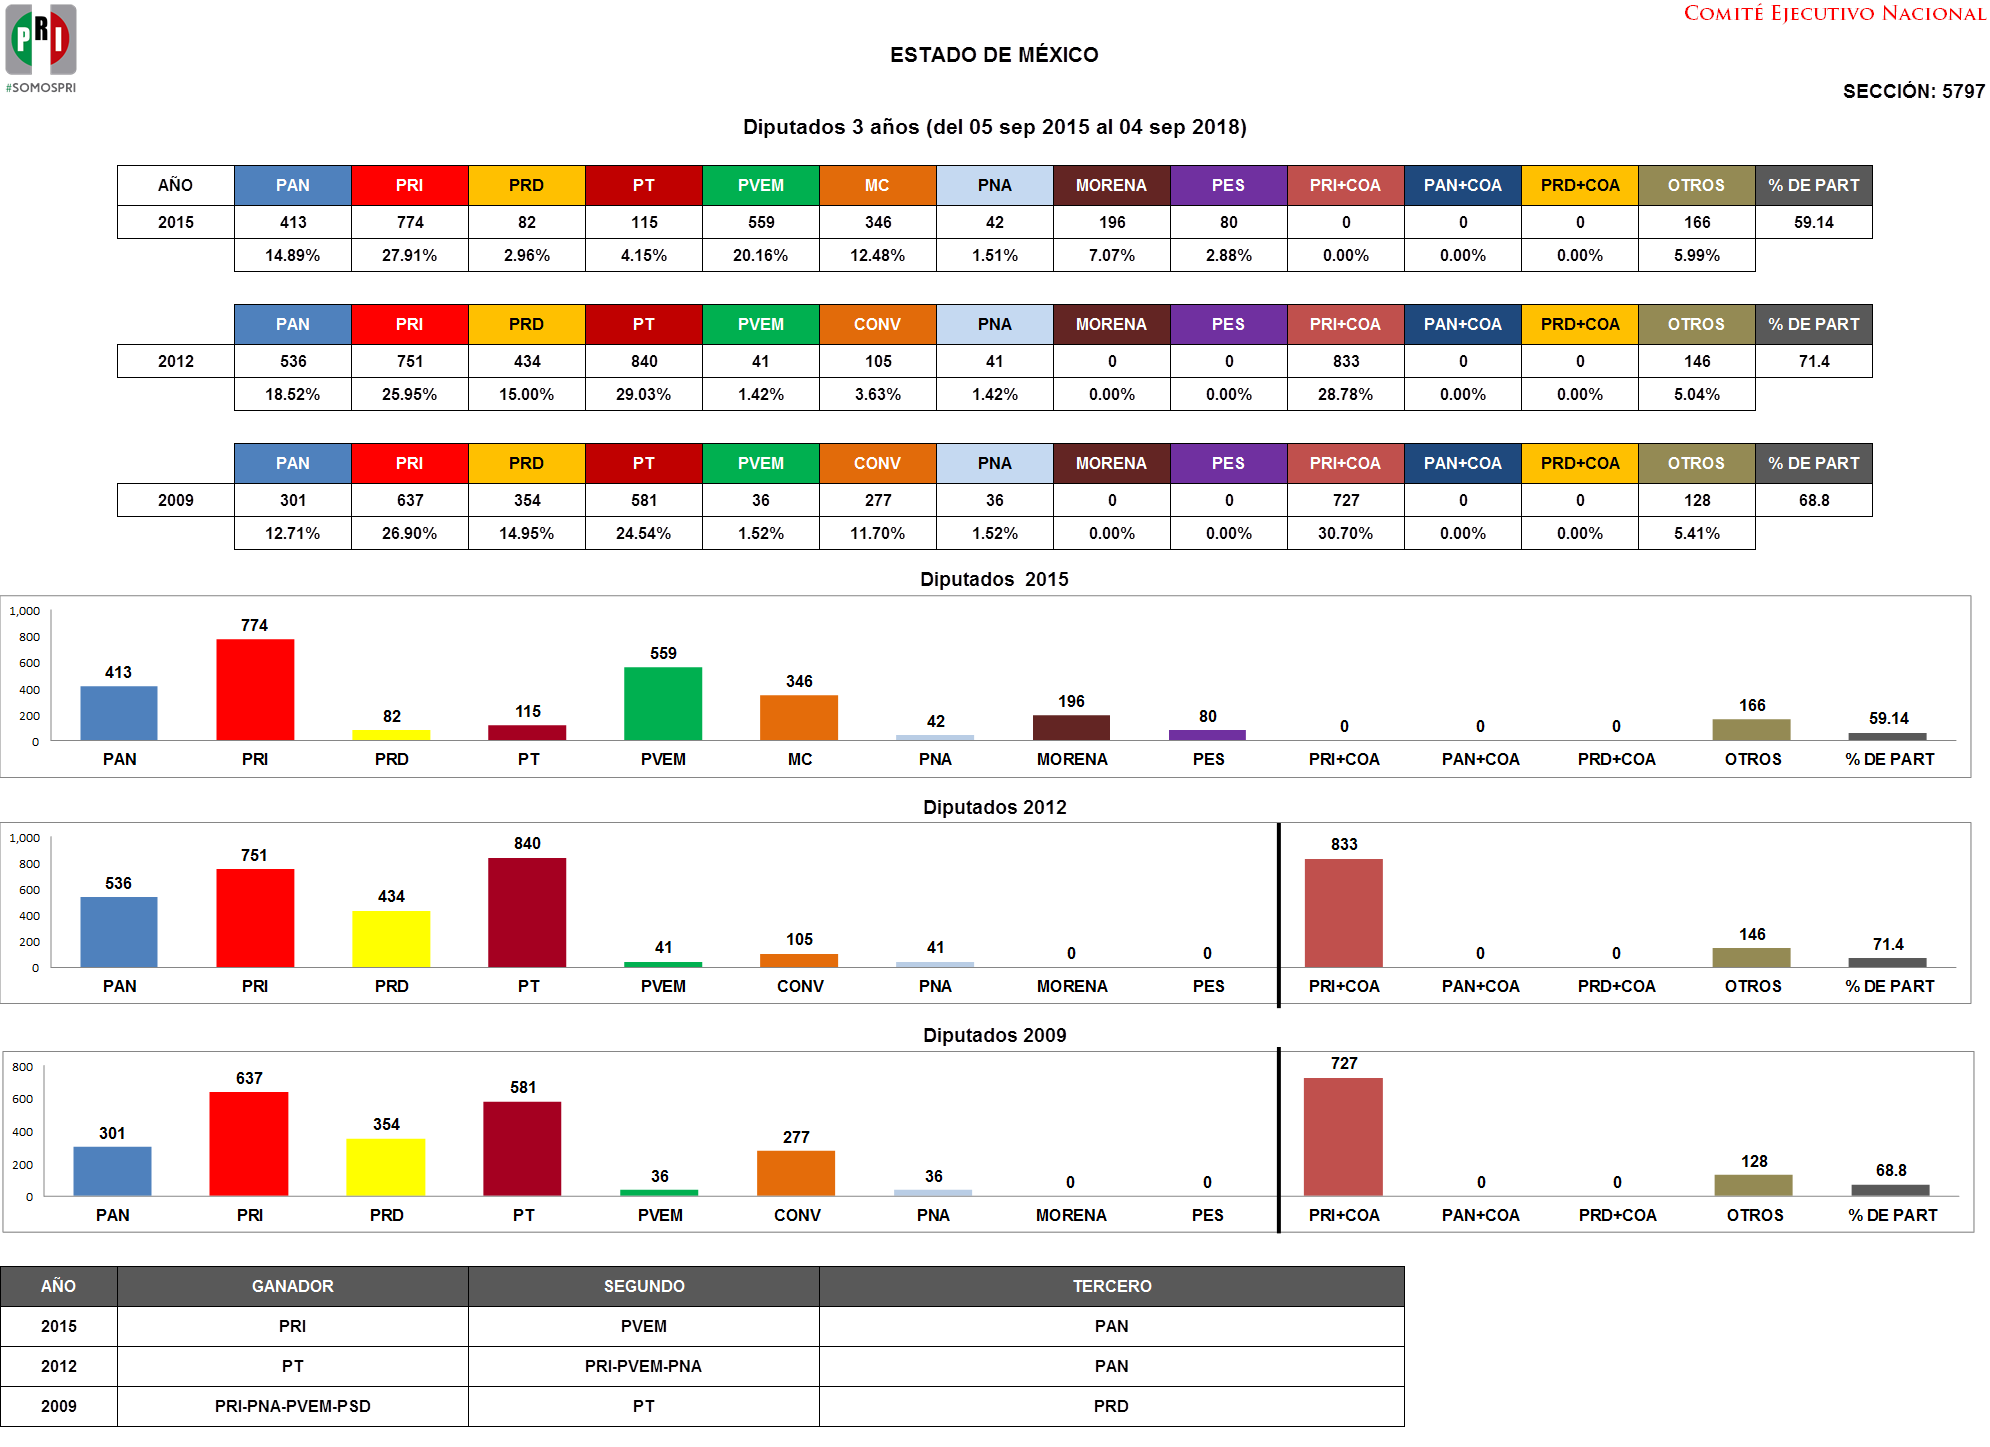 PRI
#SOMOSPRI
COMITÉ EJECUTIVO NACIONAL
ESTADO DE MÉXICO
SECCIÓN: 5797
Diputados 3 años (del 05 sep 2015 al 04 sep 2018)
AÑO PAN PRI PRD PT PVEM MC PNA MORENA PES PRI+COA PAN+COA PRD+COA OTROS % DE PART
2015 413 774 82 115 559 346 42 196 80 0 0 0 166 59.14
14.89% 27.91% 2.96% 4.15% 20.16% 12.48% 1.51% 7.07% 2.88% 0.00% 0.00% 0.00% 5.99%
PAN PRI PRD PT PVEM CONV PNA MORENA PES PRI+COA PAN+COA PRD+COA OTROS % DE PART
2012 536 751 434 840 41 105 41 0 0 833 0 0 146 71.4
18.52% 25.95% 15.00% 29.03% 1.42% 3.63% 1.42% 0.00% 0.00% 28.78% 0.00% 0.00% 5.04%
PAN PRI PRD PT PVEM CONV PNA MORENA PES PRI+COA PAN+COA PRD+COA OTROS % DE PART
2009 301 637 354 581 36 277 36 0 0 727 0 0 128 68.8
12.71% 26.90% 14.95% 24.54% 1.52% 11.70% 1.52% 0.00% 0.00% 30.70% 0.00% 0.00% 5.41%
Diputados 2015
1,000
800
600
400
200
0
413 774 82 115 559 346 42 196 80 0 0 0 166 59.14
PAN PRI PRD PT PVEM MC PNA MORENA PES PRI+COA PAN+COA PRD+COA OTROS % DE PART
Diputados 2012
1,000
800
600
400
200
0
536 751 434 840 41 105 41 0 0 833 0 0 146 71.4
PAN PRI PRD PT PVEM CONV PNA MORENA PES PRI+COA PAN+COA PRD+COA OTROS % DE PART
Diputados 2009
800
600
400
200
0
301 637 354 581 36 277 36 0 0 727 0 0 128 68.8
PAN PRI PRD PT PVEM CONV PNA MORENA PES PRI+COA PAN+COA PRD+COA OTROS % DE PART
AÑO GANADOR SEGUNDO TERCERO
2015 PRI PVEM PAN
2012 PT PRI-PVEM-PNA PAN
2009 PRI-PNA-PVEM-PSD PT PRD